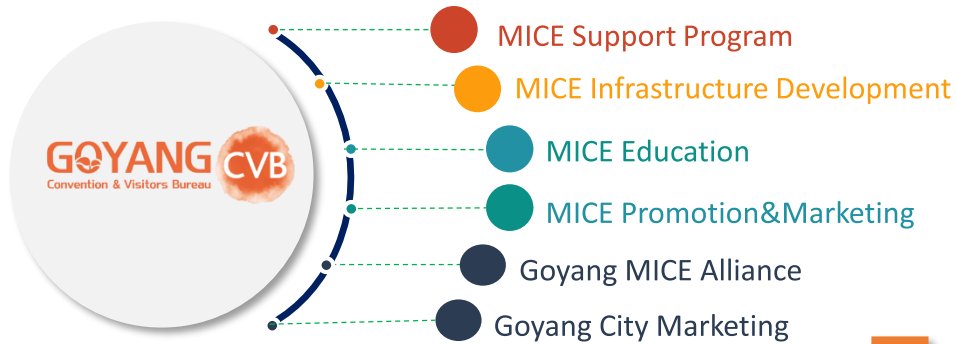 GOYANG CVB
Convention & Visitors Bureau
MICE Support Program
MICE Infrastructure Development
MICE Education
MICE Promotion&Marketing
Goyang MICE Alliance
Goyang City Marketing